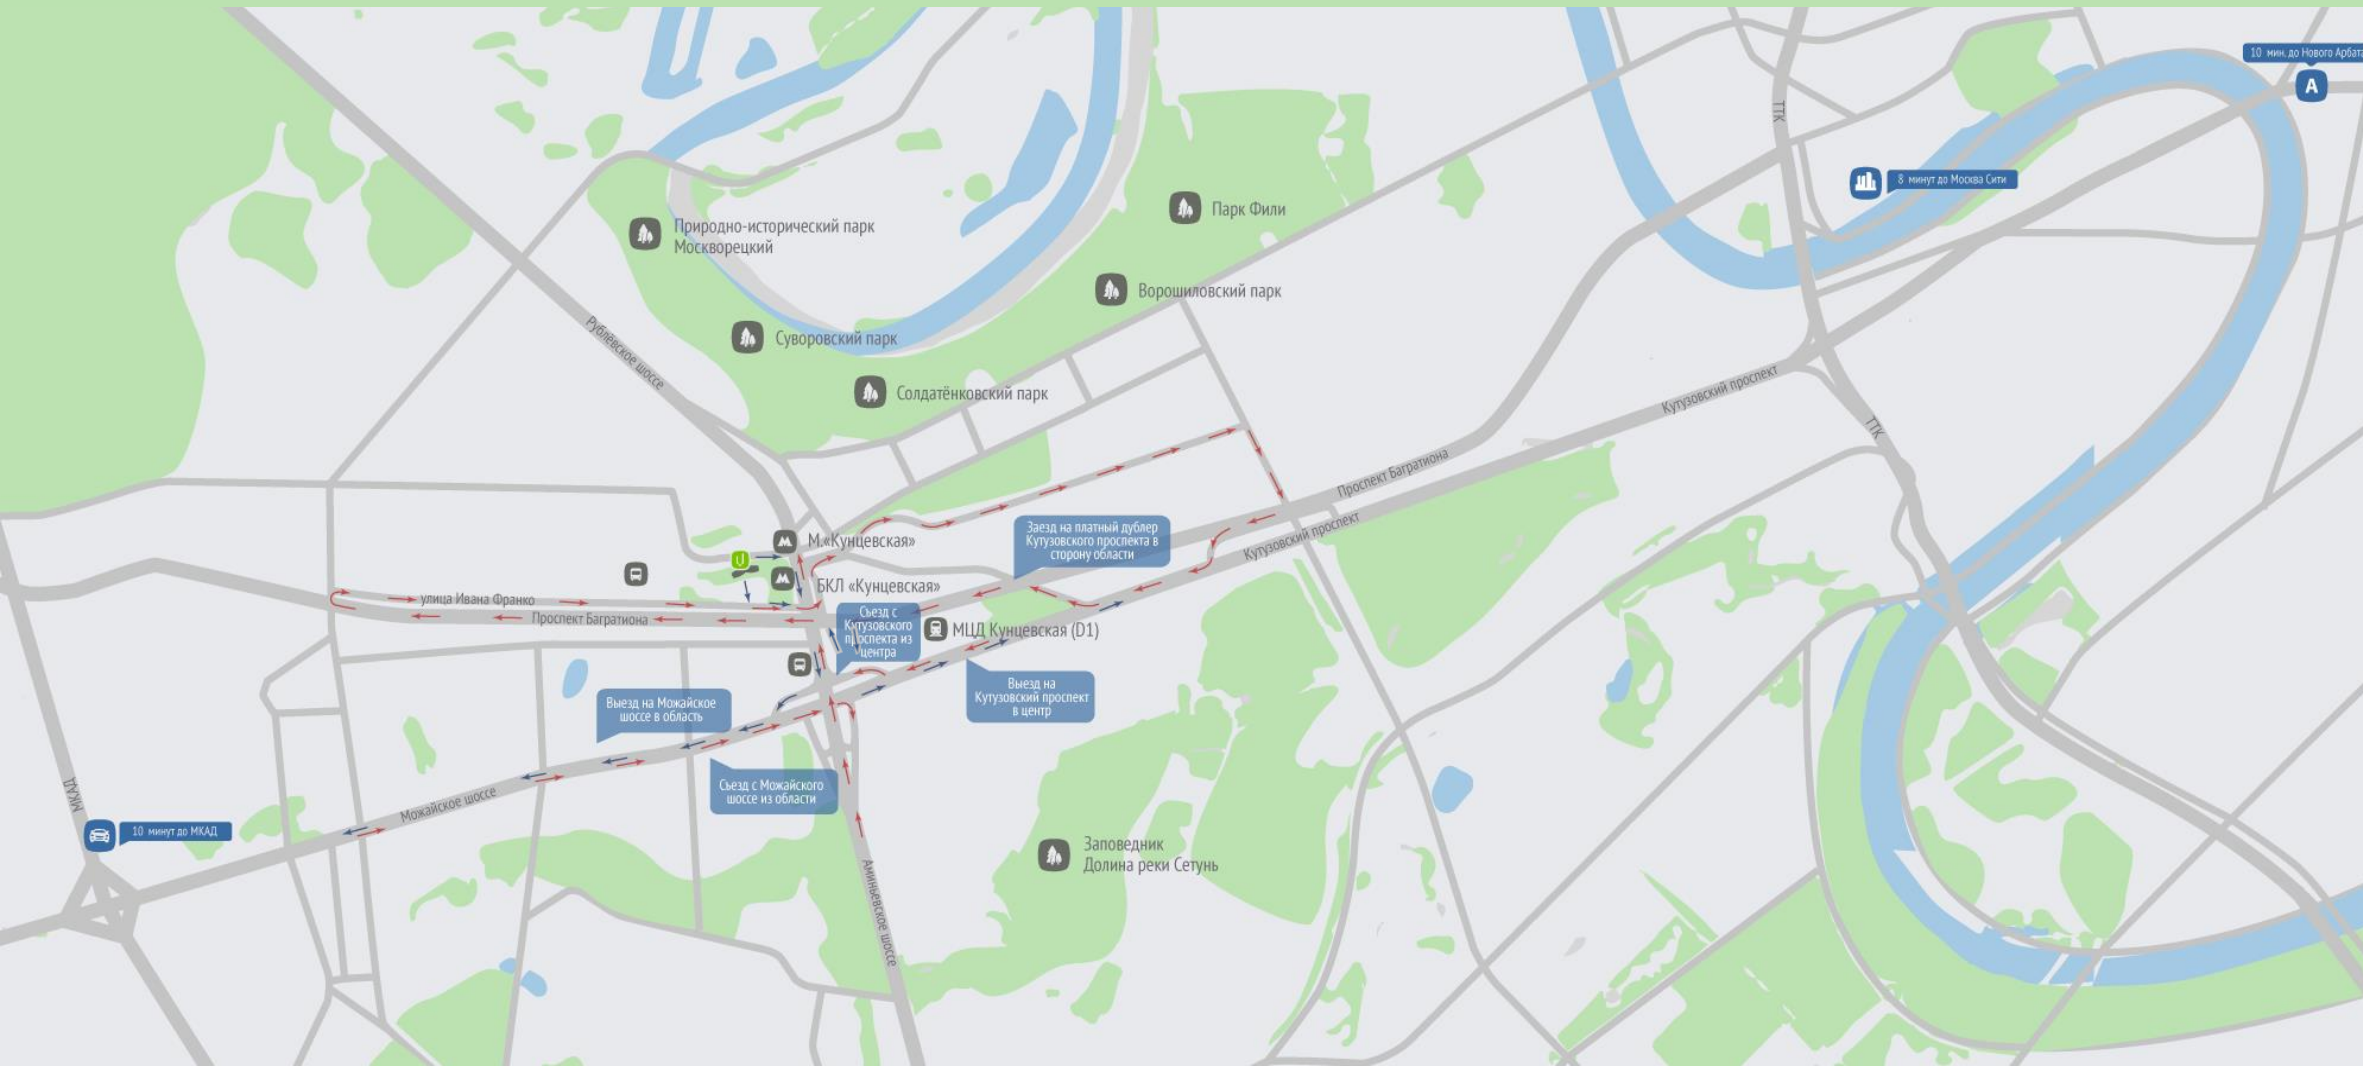 10 мин. до Нового Арбата
А
ТТК
8 минут до Москва Сити
Парк Фили
Природно-исторический парк
Москворецкий
Ворошиловский парк
Суворовский парк
Рублёвское шоссе
Солдатёнковский парк
Кутузовский проспект
ТТК
Проспект Багратиона
Заезд на платный дублер
Кутузовского проспекта в
сторону области
Кутузовский проспект
М.«Кунцевская»
БКЛ «Кунцевская»
улица Ивана Франко
Проспект Багратиона
Съезд с
Кутузовского
проспекта из
центра
МЦД Кунцевская (D1)
Выезд на
Кутузовский проспект
в центр
Выезд на Можайское
шоссе в область
Съезд с Можайского
шоссе из области
МКАД
Можайское шоссе
10 минут до МКАД
Заповедник
Долина реки Сетунь
Аминьевское шоссе